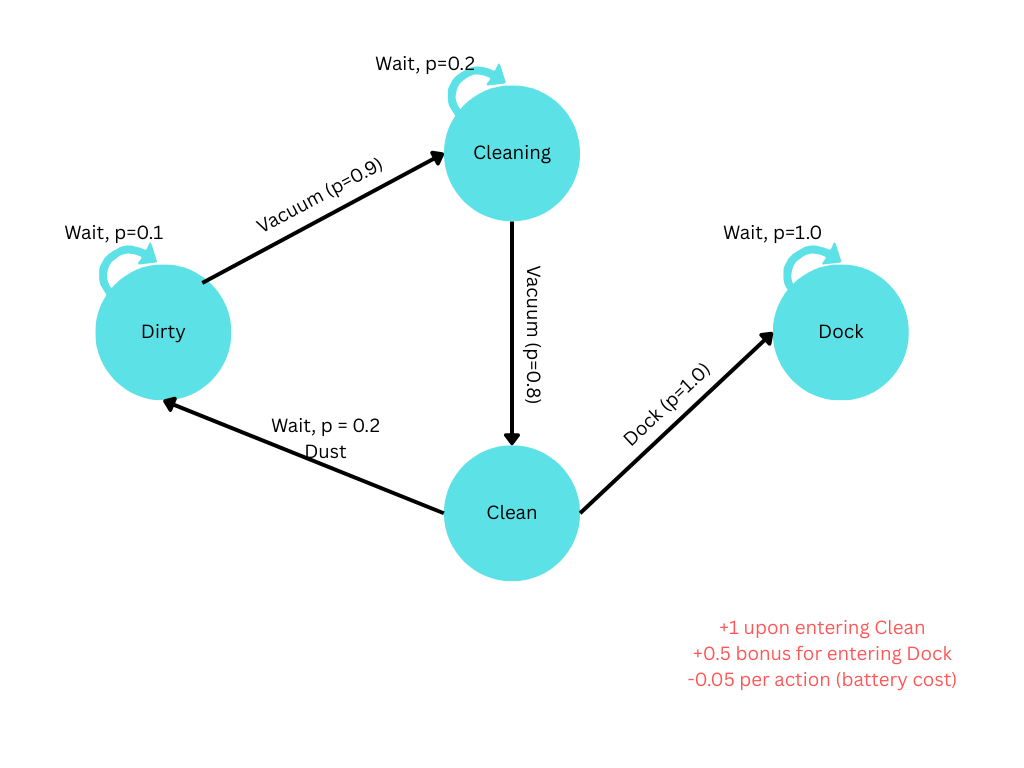 Wait, p=0.2
Cleaning
Vacuum (p=0.9)
Wait, p=0.1
Dirty
Wait, p=1.0
Dock
Vacuum (p=0.8)
Dock (p=1.0)
Wait, p = 0.2
Dust
Clean
+1 upon entering Clean
+0.5 bonus for entering Dock
-0.05 per action (battery cost)